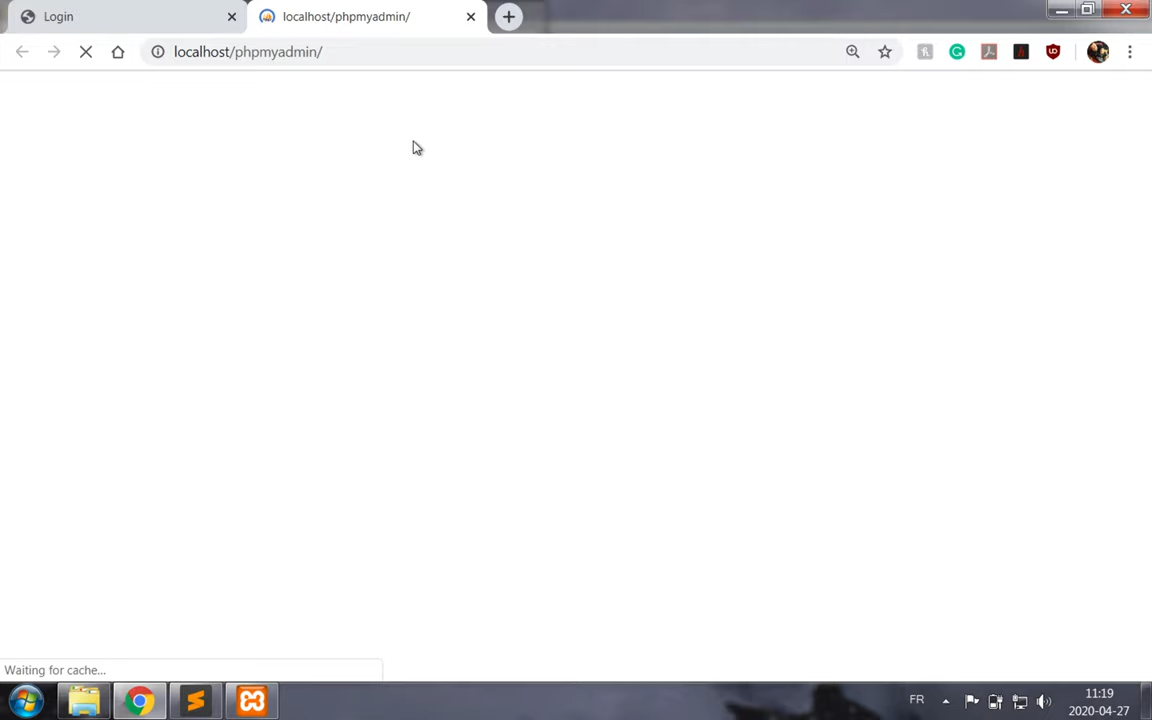 Login
localhost/phpmyadmin/
localhost/phpmyadmin/
Waiting for cache...
FR
11:19
2020-04-27